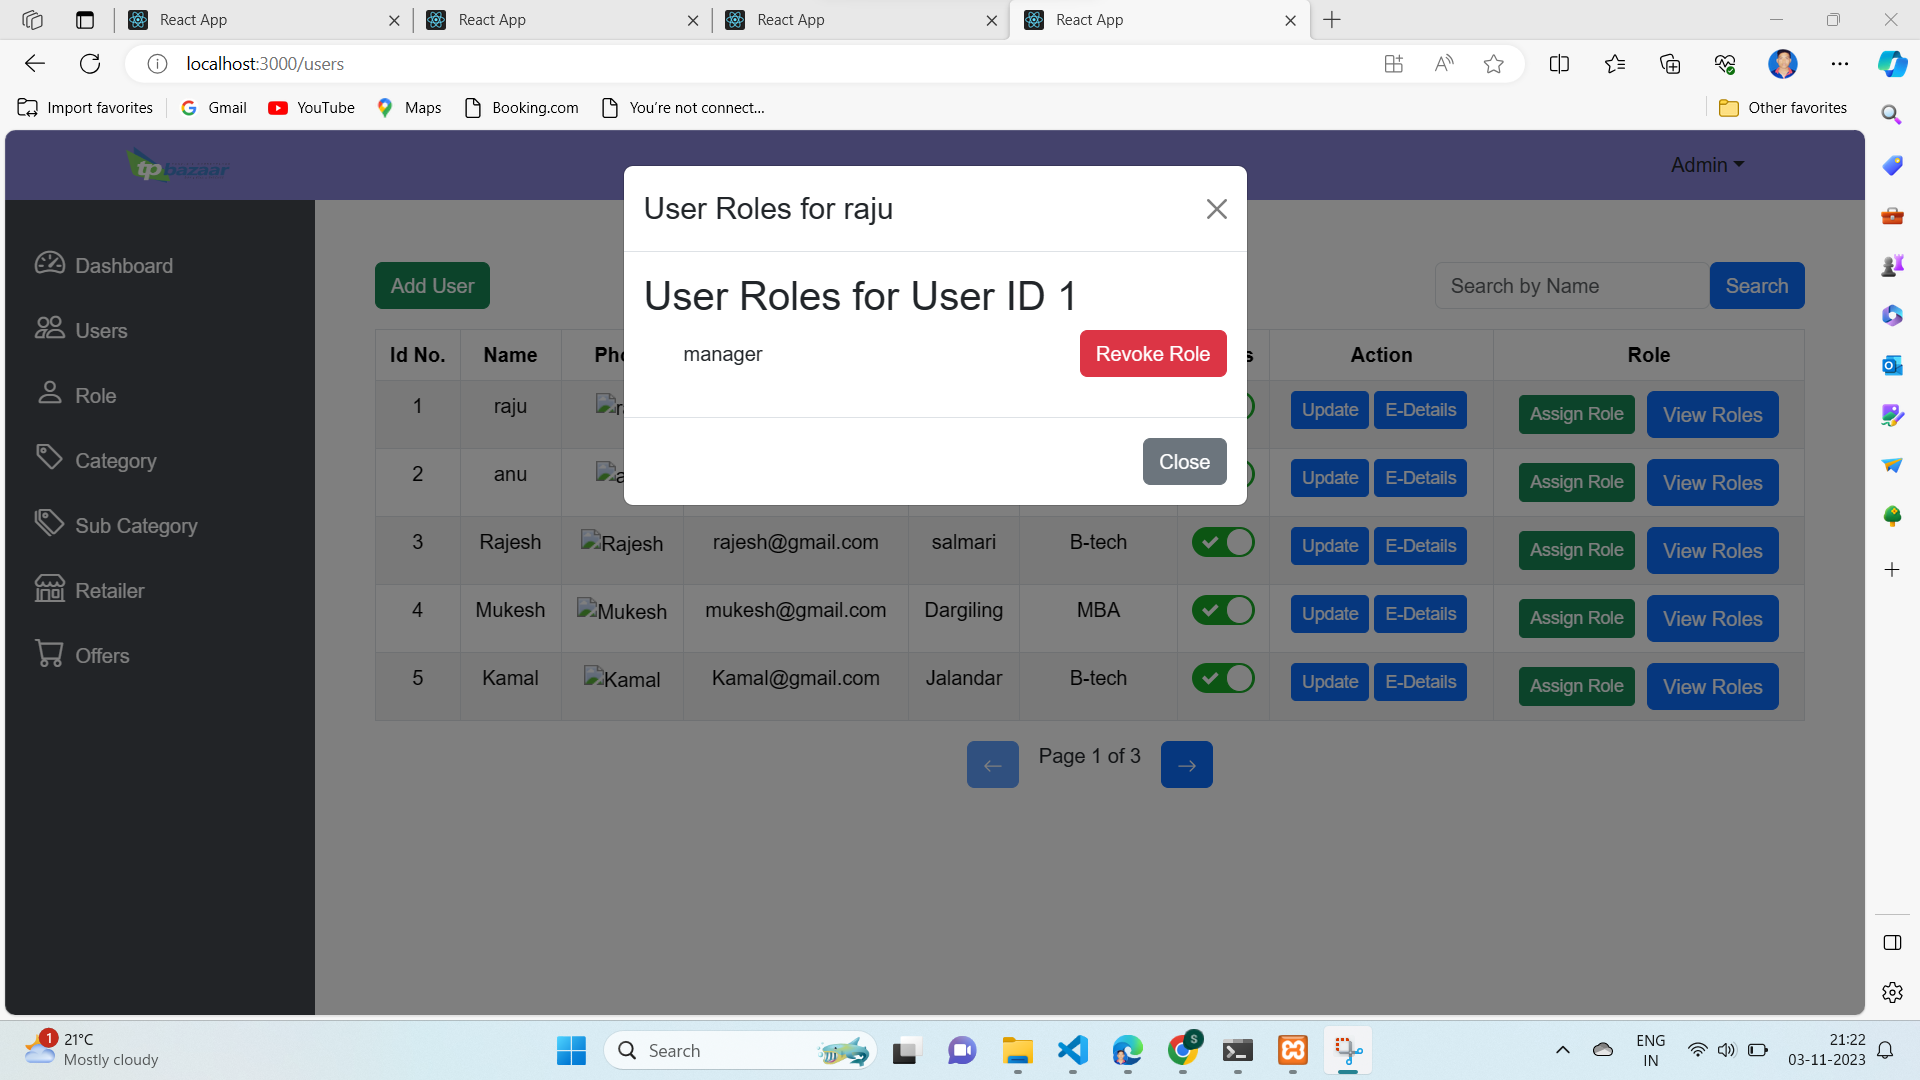 React App
React App
React App
React App
localhost:3000/users
Import favorites
Gmail
YouTube
Maps
Booking.com
You're not connect...
Other favorites
tp bazaar
Admin
Dashboard
Users
Role
Category
Sub Category
Retailer
Offers
User Roles for raju
User Roles for User ID 1
manager
Revoke Role
Close
Add User
Search by Name
Search
Id No. Name Action Role
1 raju Update E-Details Assign Role View Roles
2 anu Update E-Details Assign Role View Roles
3 Rajesh Rajesh rajesh@gmail.com salmari B-tech Update E-Details Assign Role View Roles
4 Mukesh Mukesh mukesh@gmail.com Dargiling MBA Update E-Details Assign Role View Roles
5 Kamal Kamal Kamal@gmail.com Jalandar B-tech Update E-Details Assign Role View Roles
Page 1 of 3
1
21°C
Mostly cloudy
Search
S
ENG
IN
21:22
03-11-2023